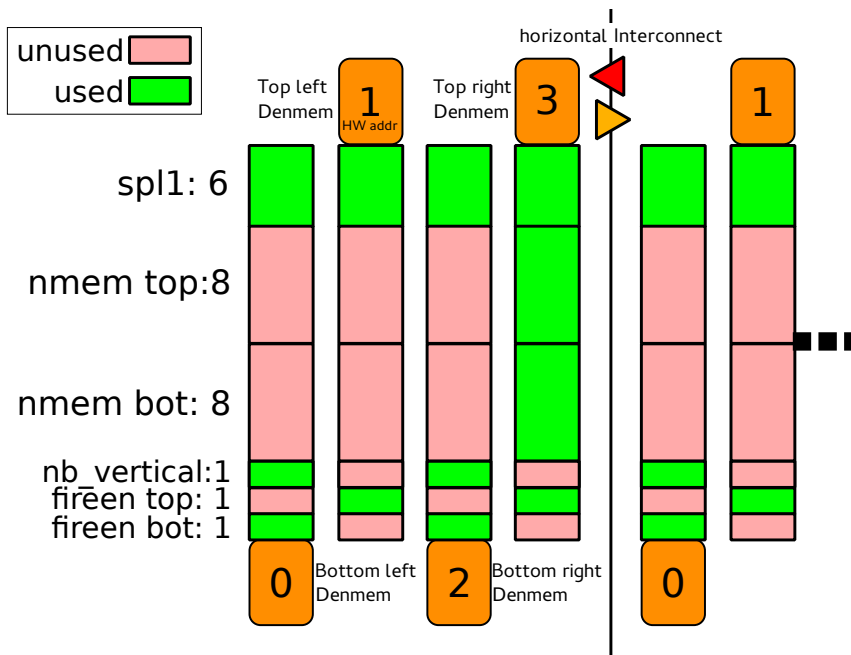 horizontal Interconnect
unused
used
Top left
Denmem
1
HW addr
Top right
Denmem
3
1
spl1: 6
nmem top:8
nmem bot: 8
nb_vertical:1
fireen top: 1
fireen bot: 1
0
Bottom left
Denmem
2
Bottom right
Denmem
0